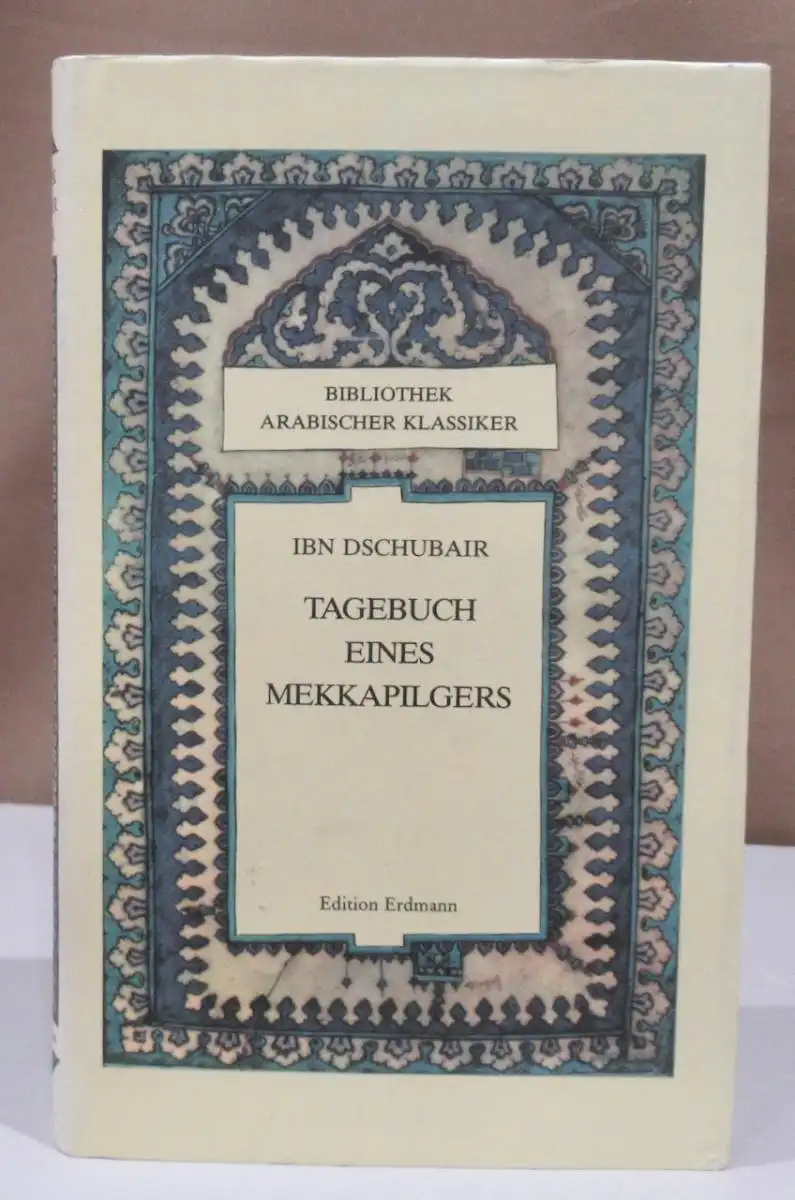 BIBLIOTHEK
ARABISCHER KLASSIKER
IBN DSCHUBAIR
TAGEBUCH
EINES
MEKKAPILGERS
Edition Erdmann